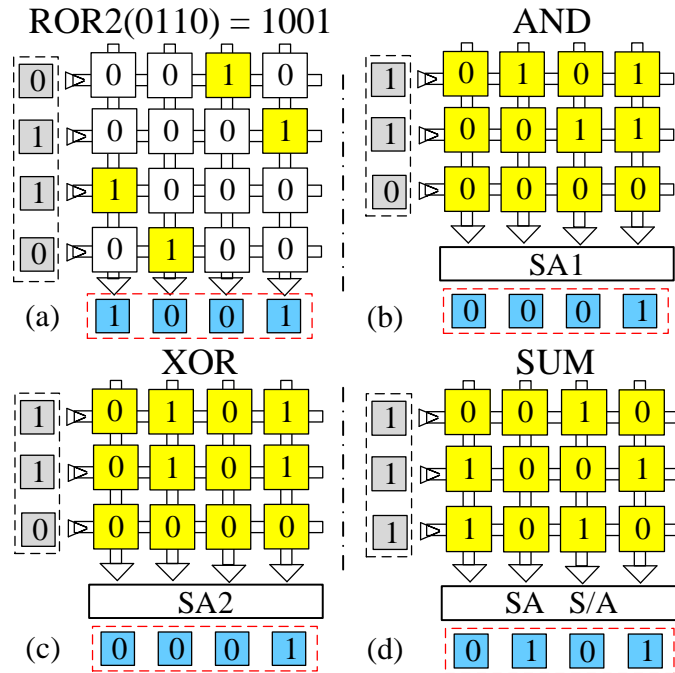 ROR2(0110) = 1001
0 0 0 1 0
1 0 0 0 1
1 1 0 0 0
0 0 1 0 0
(a) 1 0 0 1
AND
1 0 1 0 1
1 0 0 1 1
0 0 0 0 0
SA1
(b) 0 0 0 1
XOR
1 0 1 0 1
1 0 1 0 1
0 0 0 0 0
SA2
(c) 0 0 0 1
SUM
1 0 0 1 0
1 1 0 0 1
1 1 0 1 0
SA S/A
(d) 0 1 0 1